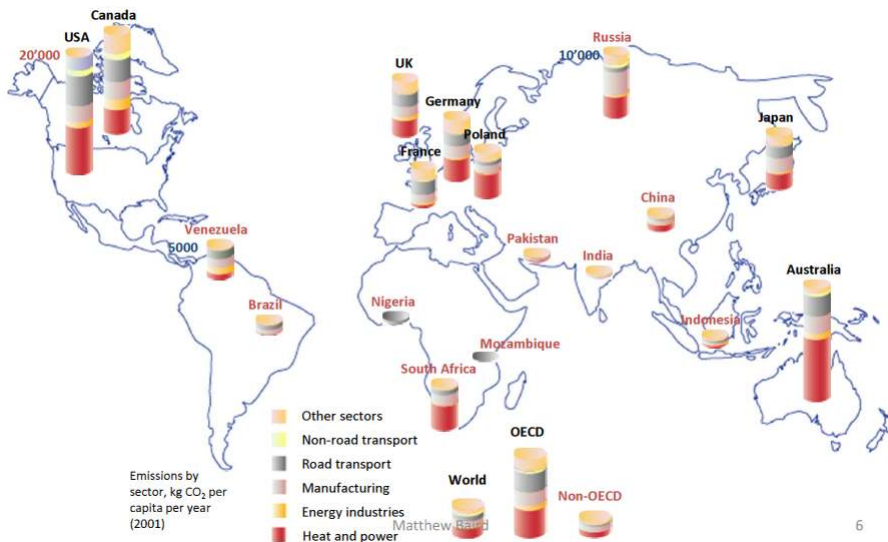 Canada
USA
20'000
UK
Germany
Poland
France
Russia
10'000
Japan
China
Venezuela
5000
Pakistan
India
Australia
Brazil
Nigeria
Indonesia
Mozambique
South Africa
Other sectors
Non-road transport
Road transport
Manufacturing
Energy industries
Heat and power
Emissions by
sector, kg CO₂ per
capita per year
(2001)
OECD
World
Non-OECD
Matthew Baird
6